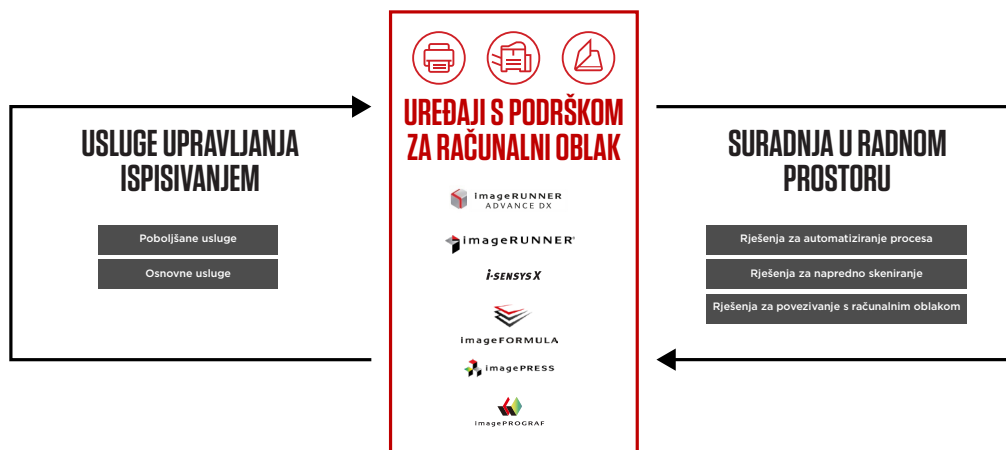 USLUGE UPRAVLJANJA
ISPISIVANJEM
Poboljšane usluge
Osnovne usluge
UREĐAJI S PODRŠKOM
ZA RAČUNALNI OBLAK
imageRUNNER
ADVANCE DX
imageRUNNER
i-SENSYS X
imageFORMULA
imagePRESS
imagePROGRAF
SURADNJA U RADNOM
PROSTORU
Rješenja za automatiziranje procesa
Rješenja za napredno skeniranje
Rješenja za povezivanje s računalnim oblakom